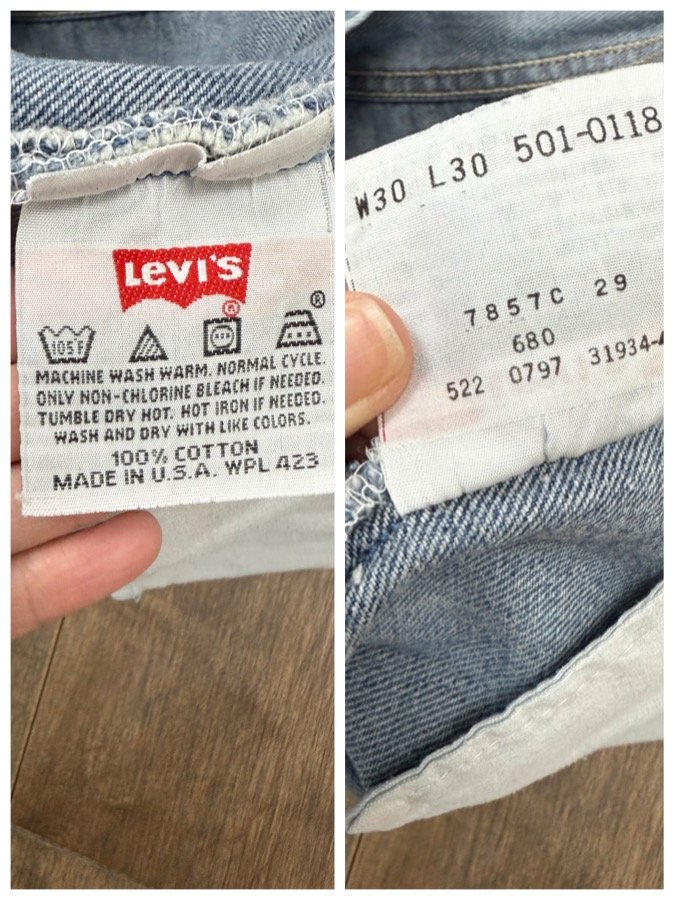 Levi's
®
®
105F
MACHINE WASH WARM. NORMAL CYCLE.
ONLY NON-CHLORINE BLEACH IF NEEDED.
TUMBLE DRY HOT. HOT IRON IF NEEDED.
WASH AND DRY WITH LIKE COLORS.
100% COTTON
MADE IN U.S.A. WPL 423
W30 L30 501-0118
7857C 29
680
522 0797 31934-4